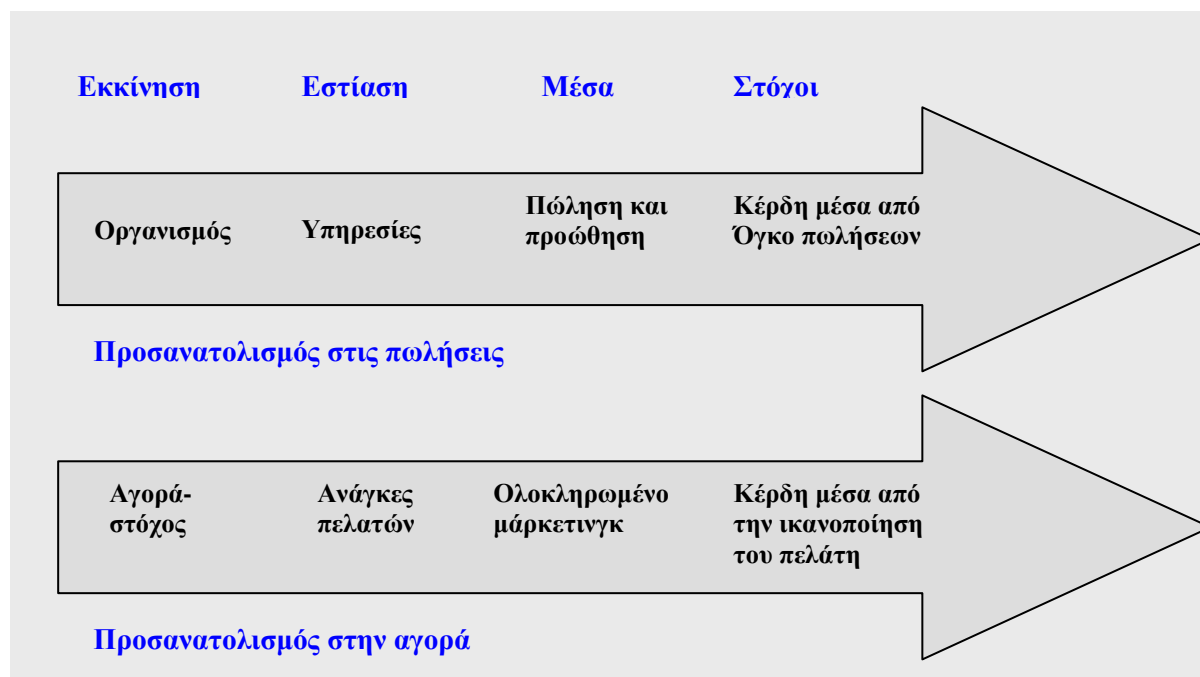 Εκκίνηση Εστίαση Μέσα Στόχοι
Οργανισμός
Υπηρεσίες
Πώληση και
προώθηση
Κέρδη μέσα από
Όγκο πωλήσεων
Προσανατολισμός στις πωλήσεις
Αγορά-
στόχος
Ανάγκες
πελατών
Ολοκληρωμένο
μάρκετινγκ
Κέρδη μέσα από
την ικανοποίηση
του πελάτη
Προσανατολισμός στην αγορά